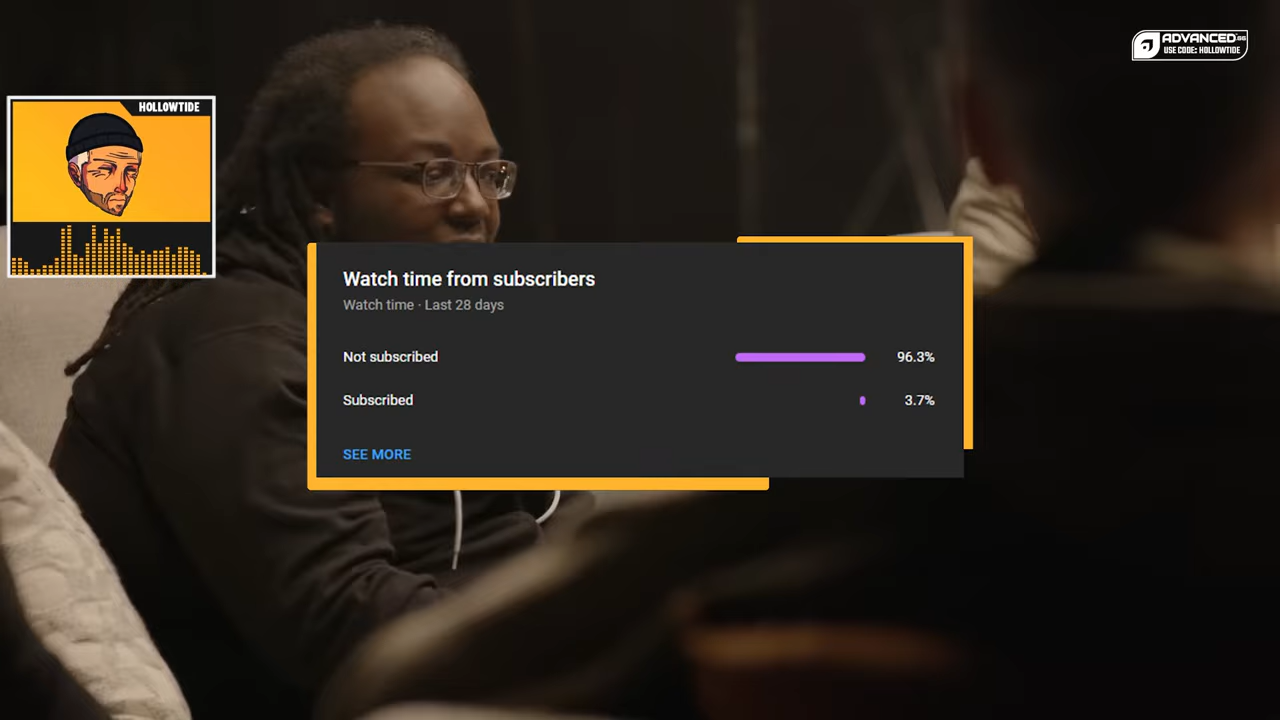 ADVANCED.GG
USE CODE: HOLLOWTIDE
HOLLOWTIDE
Watch time from subscribers
Watch time · Last 28 days
Not subscribed 96.3%
Subscribed 3.7%
SEE MORE